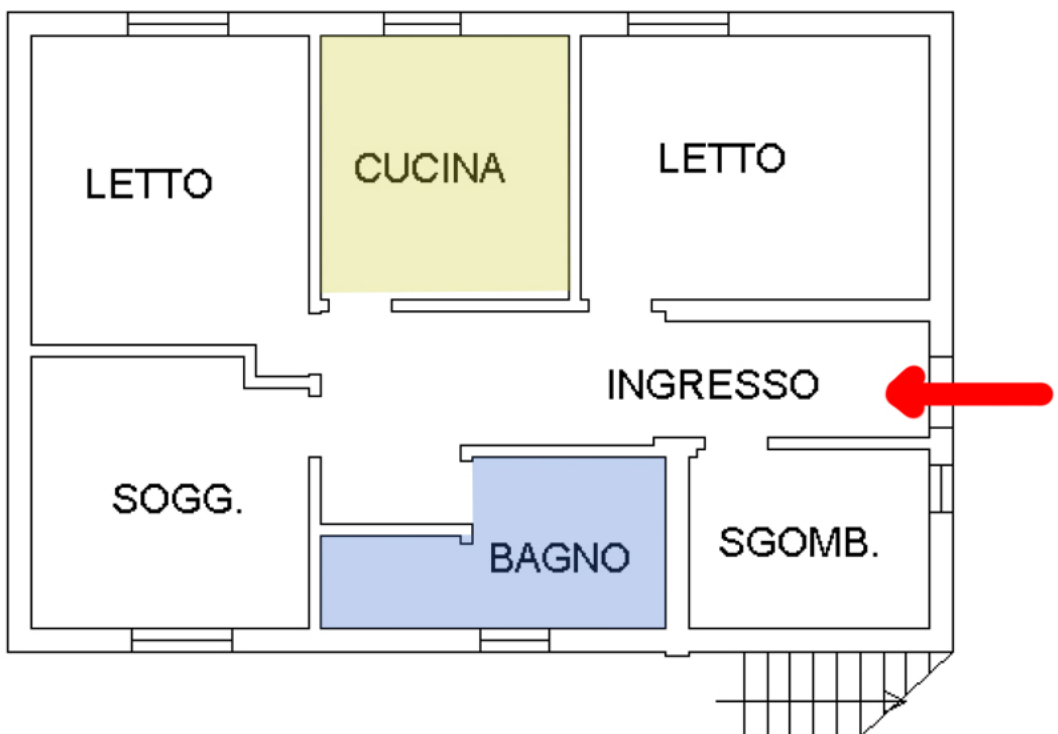 LETTO
CUCINA
LETTO
INGRESSO
SOGG.
BAGNO
SGOMB.